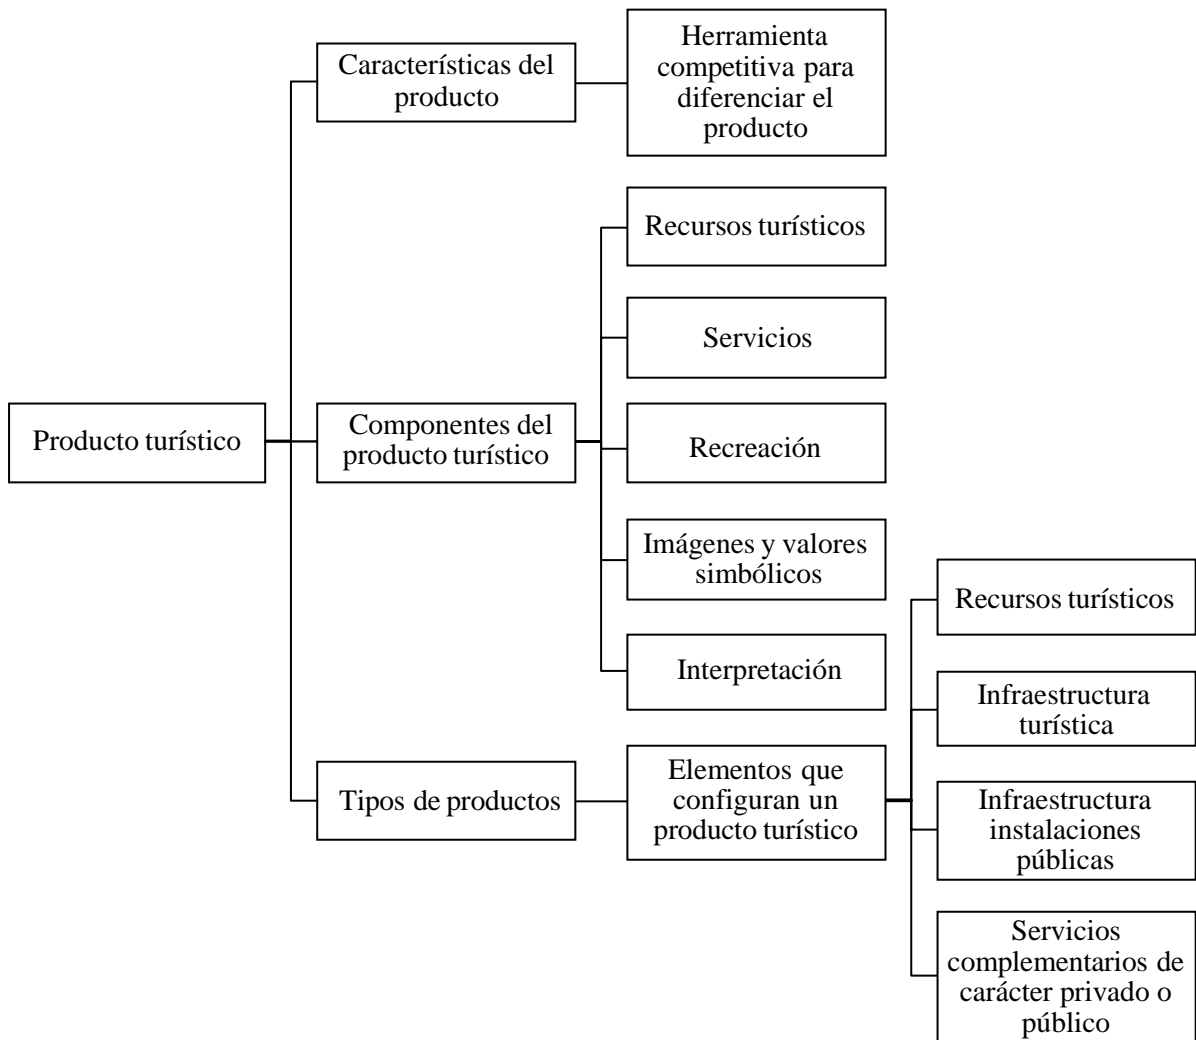 Características del
producto
Herramienta
competitiva para
diferenciar el
producto
Recursos turísticos
Servicios
Producto turístico
Componentes del
producto turístico
Recreación
Imágenes y valores
simbólicos
Interpretación
Tipos de productos
Elementos que
configuran un
producto turístico
Recursos turísticos
Infraestructura
turística
Infraestructura
instalaciones
públicas
Servicios
complementarios de
carácter privado o
público